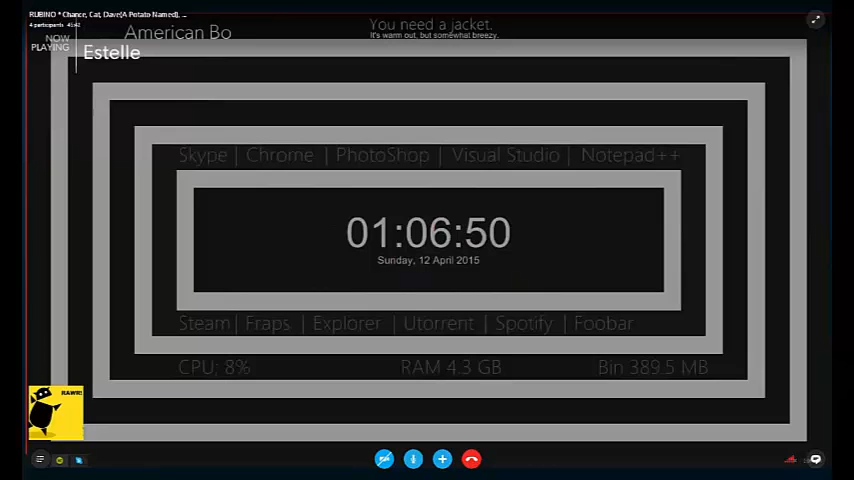 RUBINO * Chance, Cat, Dave(A Potato Named), ...
4 participants 45:42
American Bo
You need a jacket.
It's warm out, but somewhat breezy.
NOW
PLAYING
Estelle
Skype | Chrome | PhotoShop | Visual Studio | Notepad++
01:06:50
Sunday, 12 April 2015
Steam | Fraps | Explorer | Utorrent | Spotify | Foobar
CPU; 8%
RAM 4.3 GB
Bin 389.5 MB
RAWR!